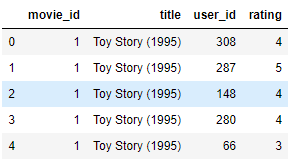 movie_id title user_id rating
0 1 Toy Story (1995) 308 4
1 1 Toy Story (1995) 287 5
2 1 Toy Story (1995) 148 4
3 1 Toy Story (1995) 280 4
4 1 Toy Story (1995) 66 3